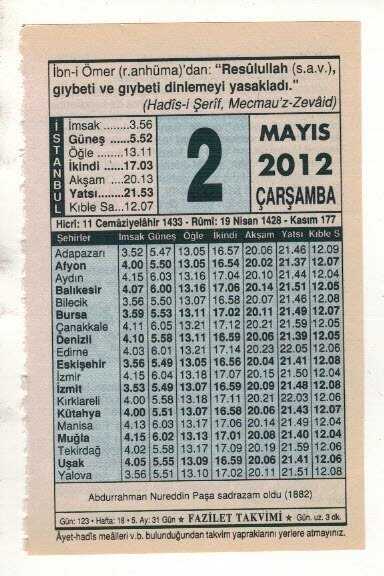 İbn-i Ömer (r.anhüma)'dan: "Resûlullah (s.a.v.),
gıybeti ve gıybeti dinlemeyi yasakladı."
(Hadîs-i Şerîf, Mecmau'z-Zevâid)
İSTANBUL
İmsak ......3.56
Güneş ......5.52
Öğle .......13.11
İkindi ......17.03
Akşam ....20.13
Yatsı.......21.53
Kıble Sa..12.07
2
MAYIS
2012
ÇARŞAMBA
Hicrî: 11 Cemâziyelâhir 1433 - Rûmî: 19 Nisan 1428 - Kasım 177
Şehirler İmsak Güneş Öğle İkindi Akşam Yatsı Kıble S
Adapazarı 3.52 5.47 13.05 16.57 20.06 21.46 12.09
Afyon 4.00 5.50 13.05 16.54 20.02 21.37 12.07
Aydın 4.15 6.03 13.16 17.04 20.10 21.44 12.04
Balıkesir 4.07 6.00 13.16 17.06 20.14 21.51 12.05
Bilecik 3.56 5.50 13.07 16.58 20.07 21.46 12.08
Bursa 3.59 5.53 13.11 17.02 20.11 21.49 12.07
Çanakkale 4.11 6.05 13.21 17.12 20.21 21.59 12.05
Denizli 4.10 5.58 13.11 16.59 20.06 21.39 12.05
Edirne 4.03 6.01 13.21 17.14 20.23 22.05 12.06
Eskişehir 3.56 5.49 13.05 16.56 20.04 21.41 12.08
İzmir 4.15 6.04 13.18 17.07 20.15 21.50 12.04
İzmit 3.53 5.49 13.07 16.59 20.09 21.48 12.08
Kırklareli 4.00 5.58 13.18 17.11 20.21 22.03 12.06
Kütahya 4.00 5.51 13.07 16.58 20.06 21.43 12.07
Manisa 4.13 6.03 13.17 17.06 20.14 21.49 12.04
Muğla 4.15 6.02 13.13 17.01 20.08 21.40 12.04
Tekirdağ 4.02 5.58 13.17 17.09 20.19 21.59 12.06
Uşak 4.05 5.55 13.09 16.59 20.06 21.41 12.06
Yalova 3.56 5.51 13.10 17.02 20.11 21.51 12.08
Abdurrahman Nureddin Paşa sadrazam oldu (1882)
Gün: 123 • Hafta: 18 • 5. Ay: 31 Gün ★ FAZİLET TAKVİMİ ★ Gün. uz. 3 dk.
Âyet-hadîs meâlleri v.b. bulunduğundan takvim yapraklarını yerlere atmayınız.